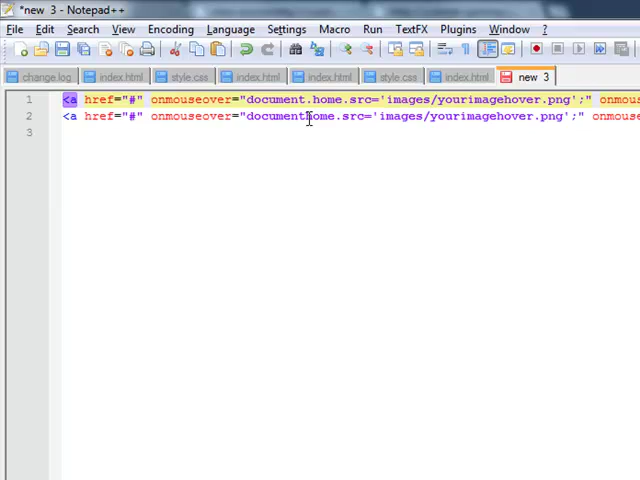 *new 3 - Notepad++
File Edit Search View Encoding Language Settings Macro Run TextFX Plugins Window ?
change.log index.html style.css index.html index.html style.css index.html new 3
1 <a href="#" onmouseover="document.home.src='images/yourimagehover.png';" onmous
2 <a href="#" onmouseover="document.home.src='images/yourimagehover.png';" onmouse
3